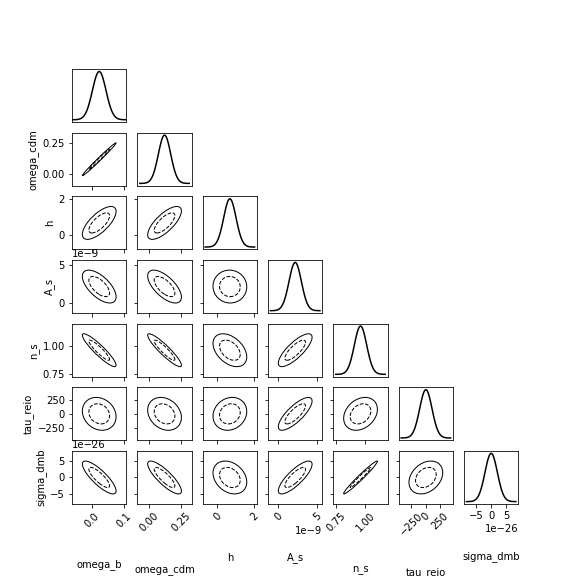 omega_cdm
0.25
0.00
h
2
0
1e−9
A_s
5
0
n_s
1.00
0.75
tau_reio
250
0
−250
1e−26
sigma_dmb
5
0
−5
0.0 0.1 0.00 0.25 0 2 0 5 0.75 1.00 −250 0 250 −5 0 5
1e−9 1e−26
omega_b omega_cdm h A_s n_s tau_reio sigma_dmb